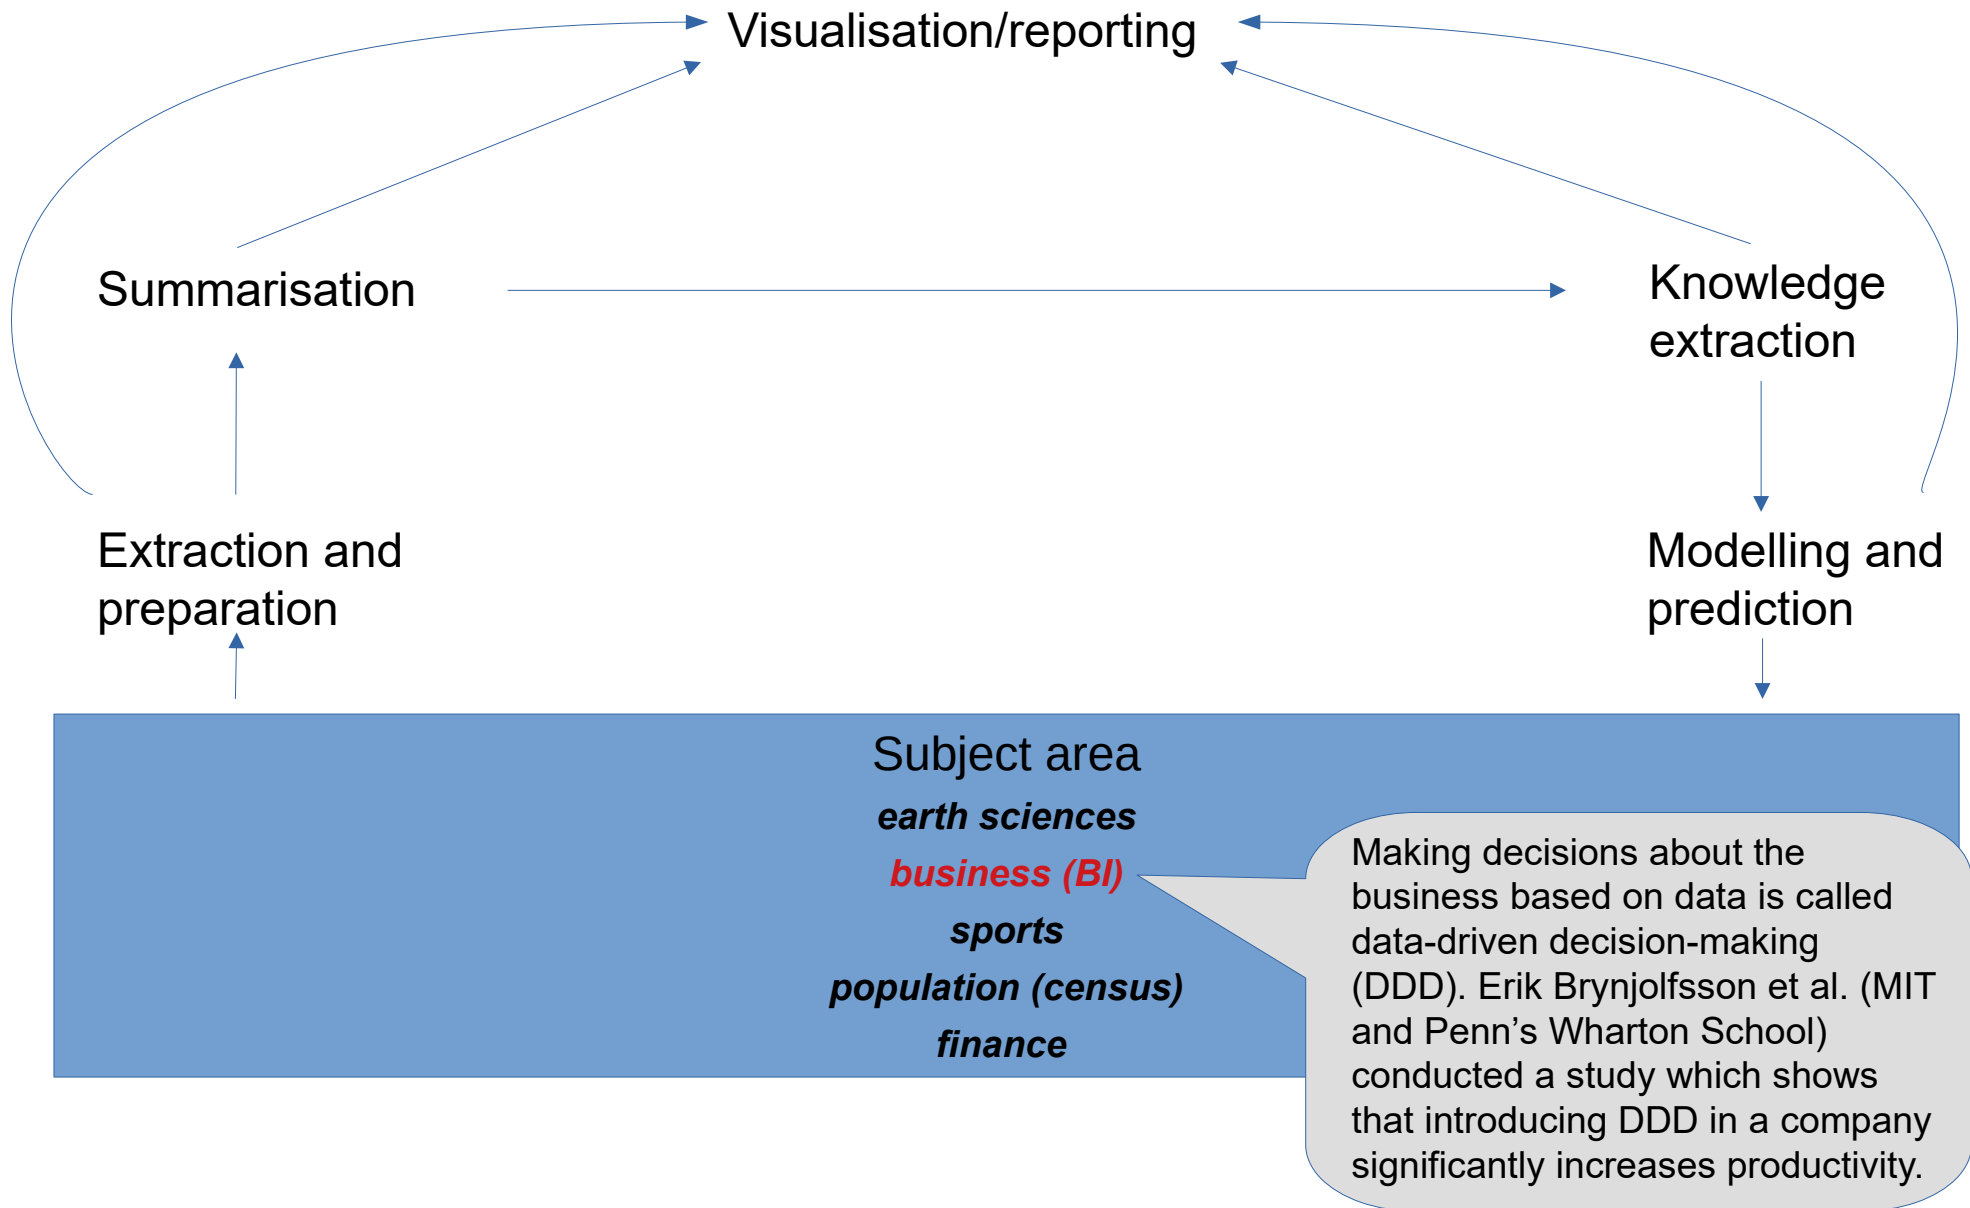 Visualisation/reporting
Summarisation
Knowledge
extraction
Extraction and
preparation
Modelling and
prediction
Subject area
earth sciences
business (BI)
sports
population (census)
finance
Making decisions about the
business based on data is called
data-driven decision-making
(DDD). Erik Brynjolfsson et al. (MIT
and Penn’s Wharton School)
conducted a study which shows
that introducing DDD in a company
significantly increases productivity.